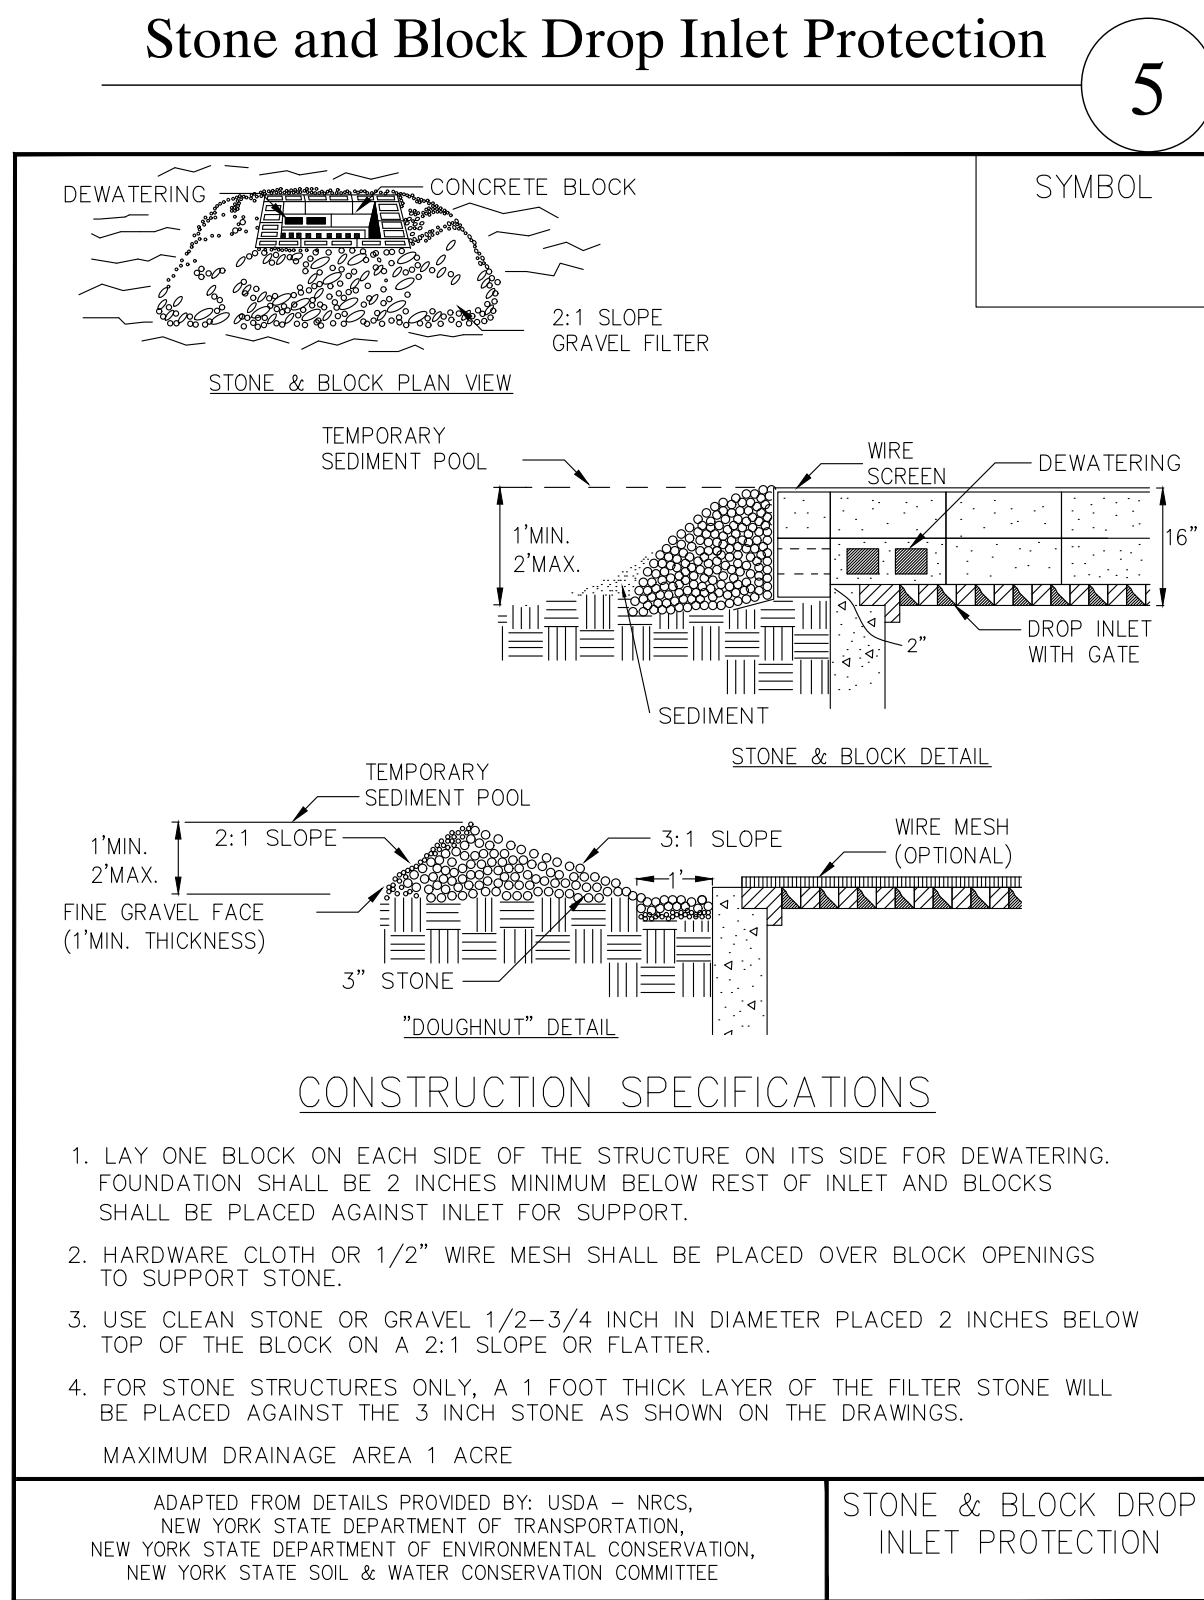 Stone and Block Drop Inlet Protection
5
SYMBOL
DEWATERING
CONCRETE BLOCK
2:1 SLOPE
GRAVEL FILTER
STONE & BLOCK PLAN VIEW
TEMPORARY
SEDIMENT POOL
WIRE
SCREEN
DEWATERING
1'MIN.
2'MAX.
16"
DROP INLET
WITH GATE
2"
SEDIMENT
STONE & BLOCK DETAIL
TEMPORARY
SEDIMENT POOL
1'MIN.
2'MAX.
2:1 SLOPE
3:1 SLOPE
WIRE MESH
(OPTIONAL)
1'
FINE GRAVEL FACE
(1'MIN. THICKNESS)
3" STONE
"DOUGHNUT" DETAIL
CONSTRUCTION SPECIFICATIONS
1. LAY ONE BLOCK ON EACH SIDE OF THE STRUCTURE ON ITS SIDE FOR DEWATERING.
FOUNDATION SHALL BE 2 INCHES MINIMUM BELOW REST OF INLET AND BLOCKS
SHALL BE PLACED AGAINST INLET FOR SUPPORT.
2. HARDWARE CLOTH OR 1/2" WIRE MESH SHALL BE PLACED OVER BLOCK OPENINGS
TO SUPPORT STONE.
3. USE CLEAN STONE OR GRAVEL 1/2-3/4 INCH IN DIAMETER PLACED 2 INCHES BELOW
TOP OF THE BLOCK ON A 2:1 SLOPE OR FLATTER.
4. FOR STONE STRUCTURES ONLY, A 1 FOOT THICK LAYER OF THE FILTER STONE WILL
BE PLACED AGAINST THE 3 INCH STONE AS SHOWN ON THE DRAWINGS.
MAXIMUM DRAINAGE AREA 1 ACRE
ADAPTED FROM DETAILS PROVIDED BY: USDA - NRCS,
NEW YORK STATE DEPARTMENT OF TRANSPORTATION,
NEW YORK STATE DEPARTMENT OF ENVIRONMENTAL CONSERVATION,
NEW YORK STATE SOIL & WATER CONSERVATION COMMITTEE
STONE & BLOCK DROP
INLET PROTECTION